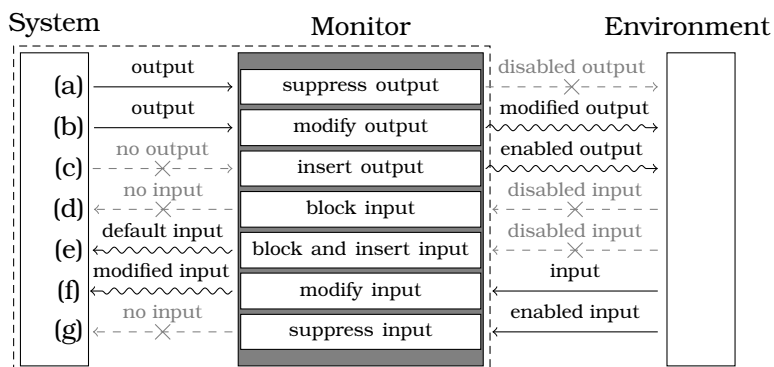 System Monitor Environment
(a) output suppress output disabled output
(b) output modify output modified output
(c) no output insert output enabled output
(d) no input block input disabled input
(e) default input block and insert input disabled input
(f) modified input modify input input
(g) no input suppress input enabled input